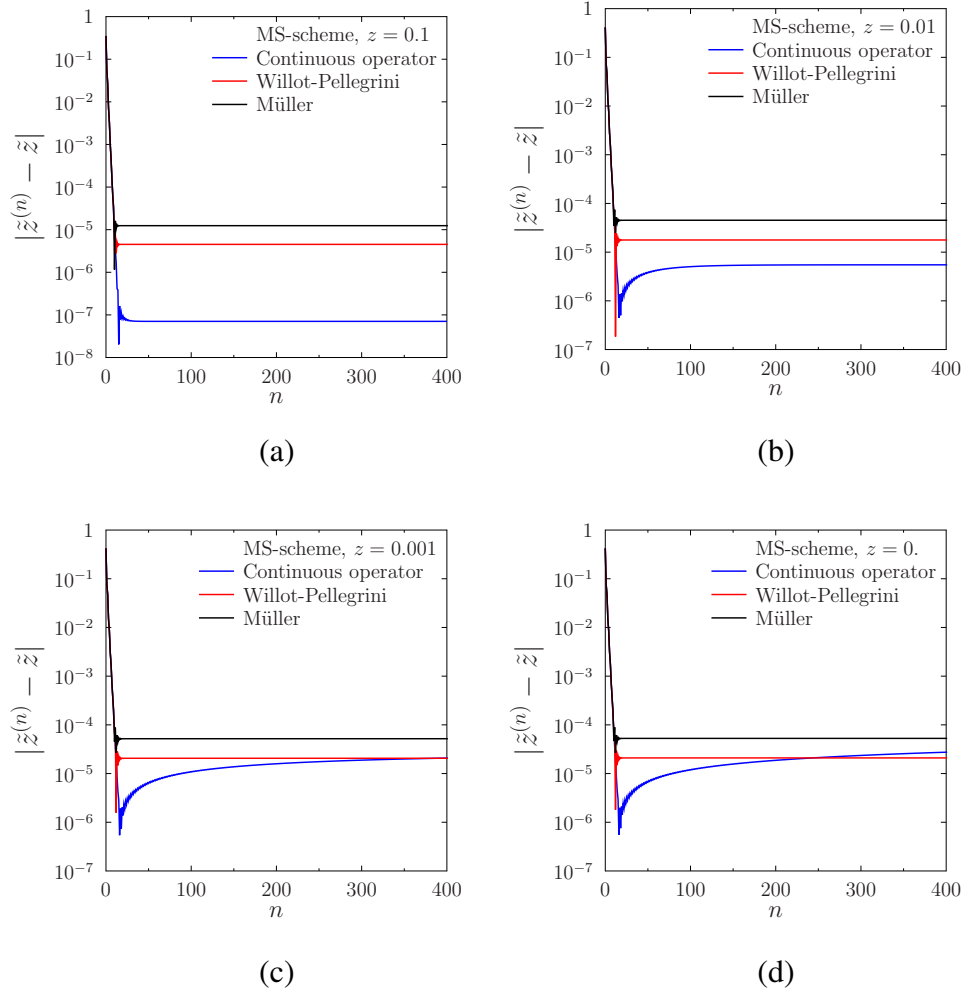 MS-scheme, z = 0.1
Continuous operator
Willot-Pellegrini
Müller
|z̃⁽ⁿ⁾ − z̃|
1
10⁻¹
10⁻²
10⁻³
10⁻⁴
10⁻⁵
10⁻⁶
10⁻⁷
10⁻⁸
0 100 200 300 400
n
(a)
MS-scheme, z = 0.01
Continuous operator
Willot-Pellegrini
Müller
|z̃⁽ⁿ⁾ − z̃|
1
10⁻¹
10⁻²
10⁻³
10⁻⁴
10⁻⁵
10⁻⁶
10⁻⁷
0 100 200 300 400
n
(b)
MS-scheme, z = 0.001
Continuous operator
Willot-Pellegrini
Müller
|z̃⁽ⁿ⁾ − z̃|
1
10⁻¹
10⁻²
10⁻³
10⁻⁴
10⁻⁵
10⁻⁶
10⁻⁷
0 100 200 300 400
n
(c)
MS-scheme, z = 0.
Continuous operator
Willot-Pellegrini
Müller
|z̃⁽ⁿ⁾ − z̃|
1
10⁻¹
10⁻²
10⁻³
10⁻⁴
10⁻⁵
10⁻⁶
10⁻⁷
0 100 200 300 400
n
(d)